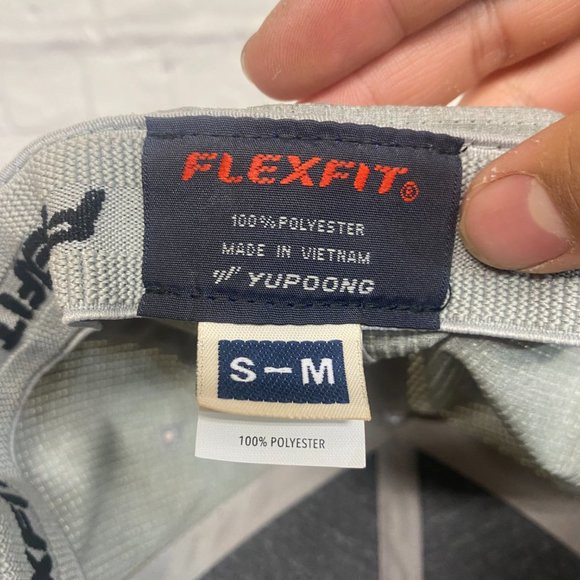 FLEXFIT®
100% POLYESTER
MADE IN VIETNAM
YUPOONG
S-M
100% POLYESTER